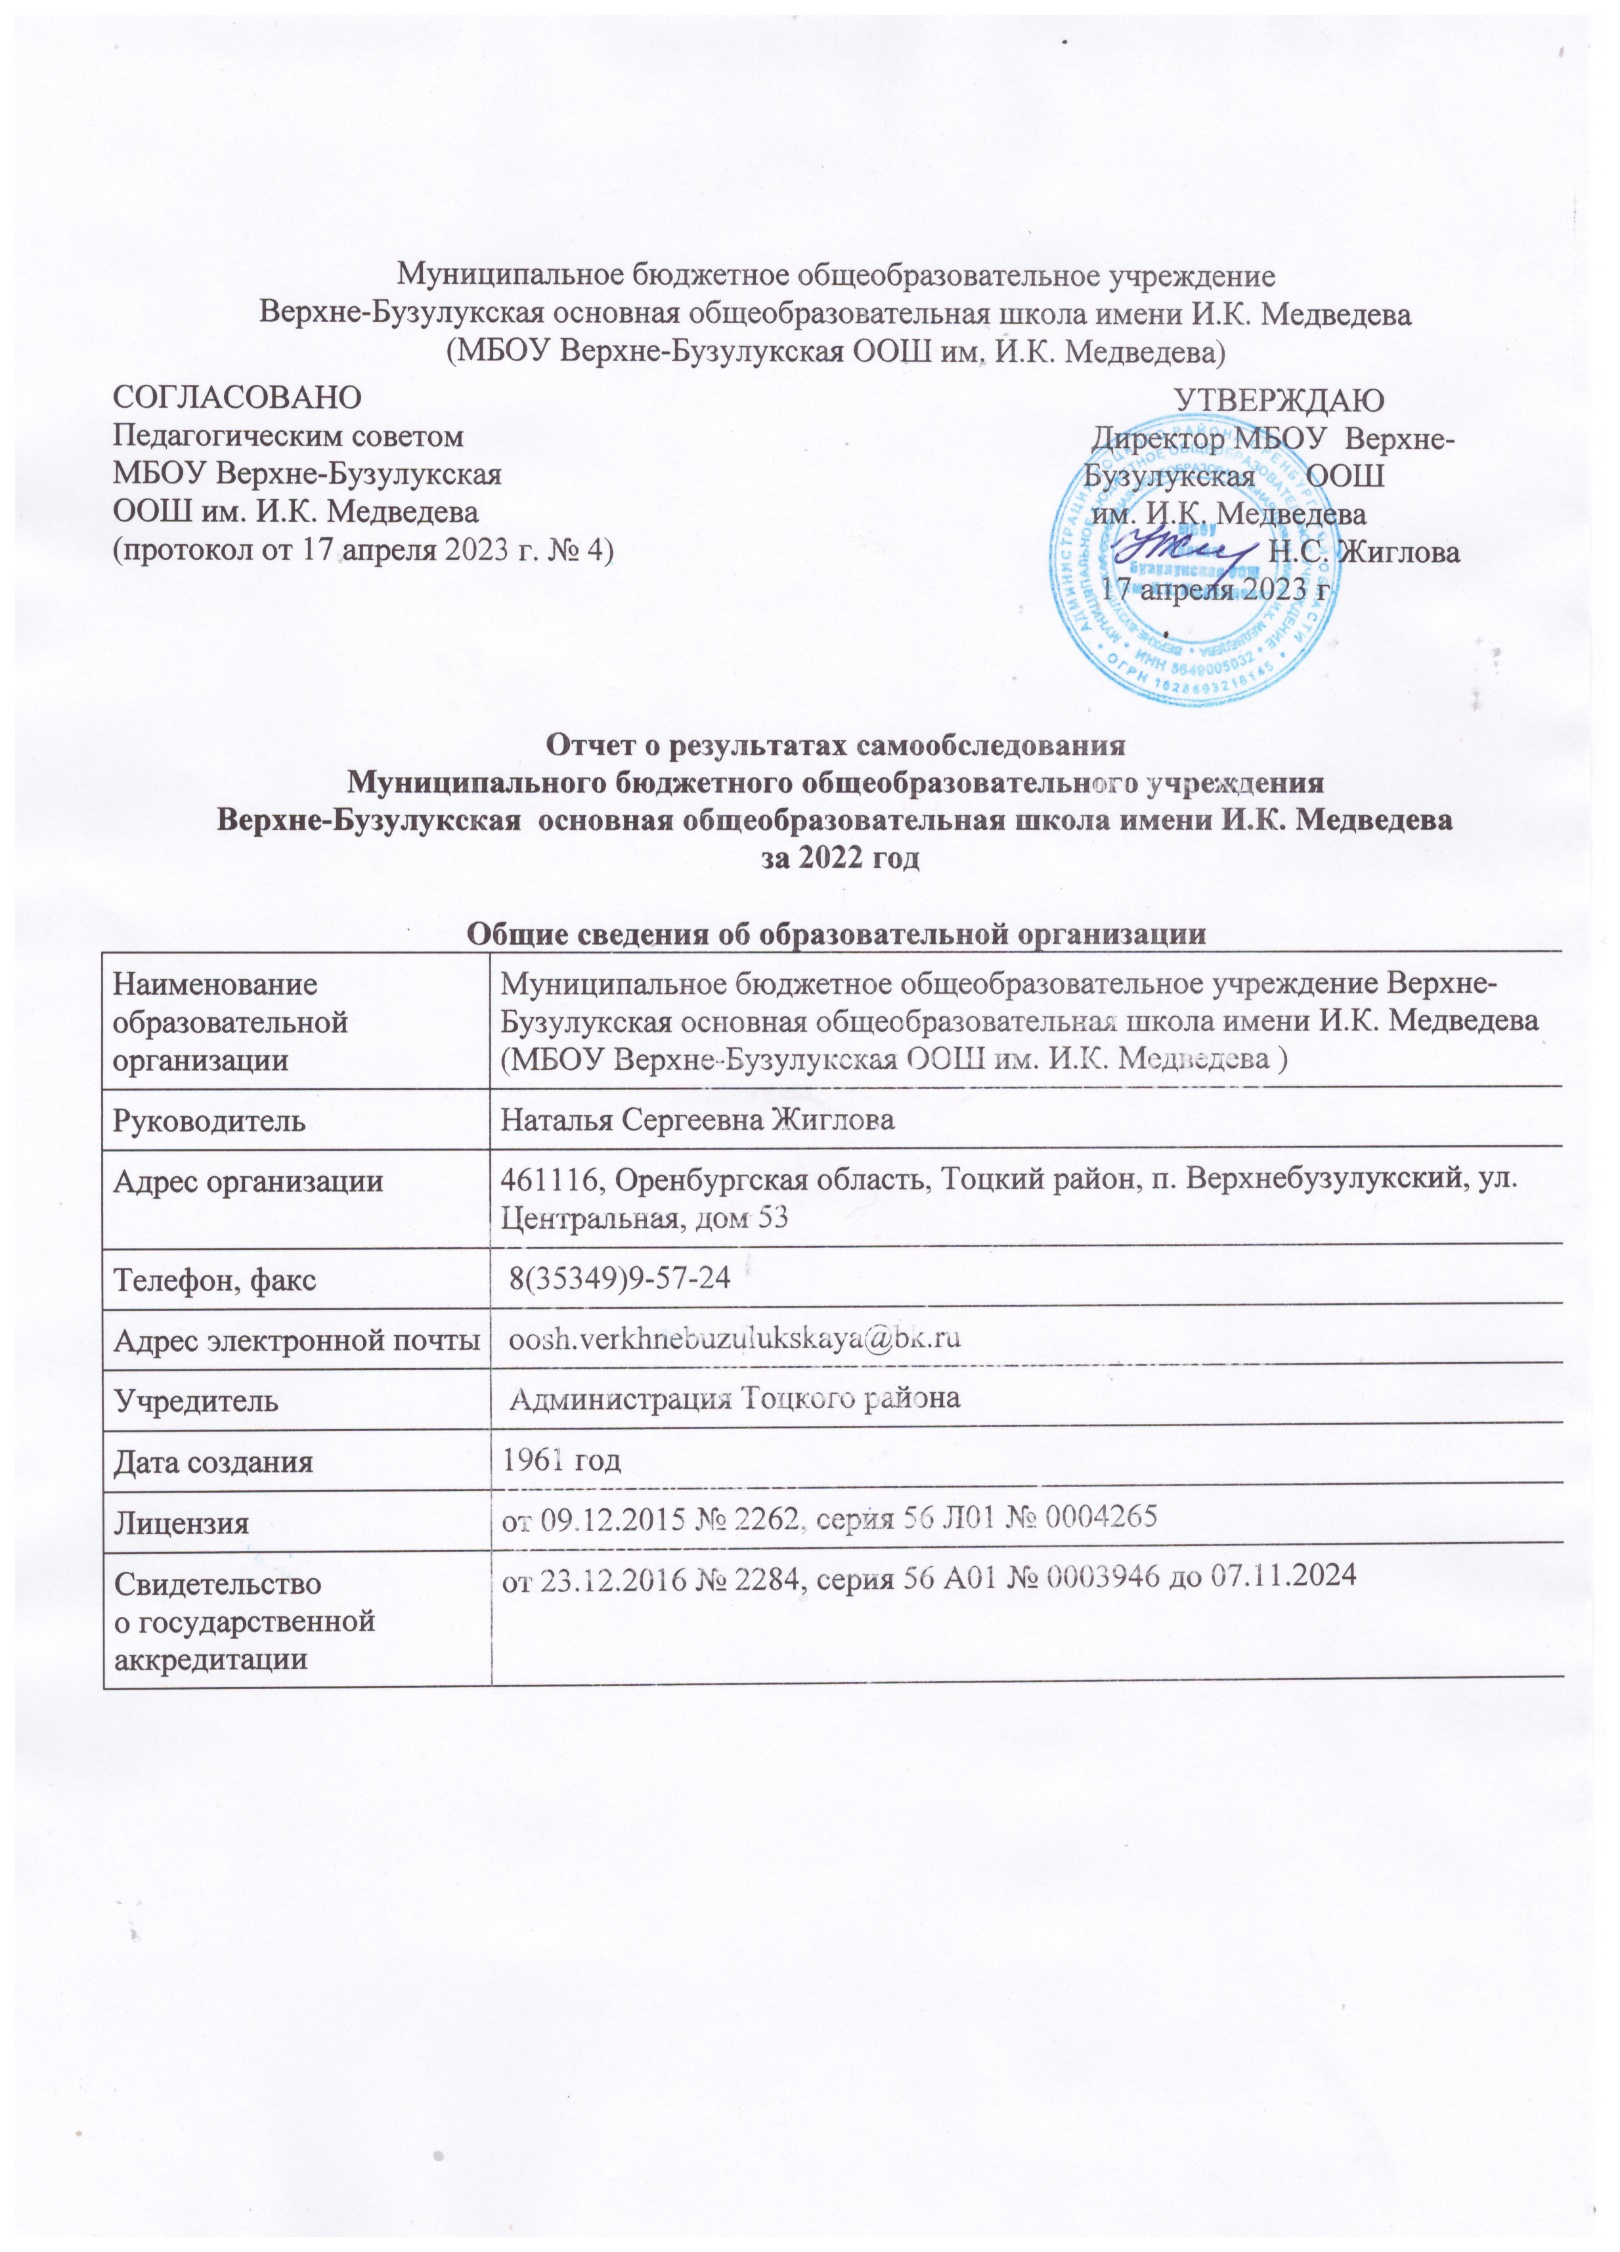 Муниципальное бюджетное общеобразовательное учреждение
Верхне-Бузулукская основная общеобразовательная школа имени И.К. Медведева
(МБОУ Верхне-Бузулукская ООШ им. И.К. Медведева)
СОГЛАСОВАНО
Педагогическим советом
МБОУ Верхне-Бузулукская
ООШ им. И.К. Медведева
(протокол от 17 апреля 2023 г. № 4)
УТВЕРЖДАЮ
Директор МБОУ Верхне-
Бузулукская ООШ
им. И.К. Медведева
Н.С. Жиглова
17 апреля 2023 г
ИНН 5649005032
Отчет о результатах самообследования
Муниципального бюджетного общеобразовательного учреждения
Верхне-Бузулукская основная общеобразовательная школа имени И.К. Медведева
за 2022 год
Общие сведения об образовательной организации
Наименование
образовательной
организации
Муниципальное бюджетное общеобразовательное учреждение Верхне-
Бузулукская основная общеобразовательная школа имени И.К. Медведева
(МБОУ Верхне-Бузулукская ООШ им. И.К. Медведева )
Руководитель
Наталья Сергеевна Жиглова
Адрес организации
461116, Оренбургская область, Тоцкий район, п. Верхнебузулукский, ул.
Центральная, дом 53
Телефон, факс
8(35349)9-57-24
Адрес электронной почты
oosh.verkhnebuzulukskaya@bk.ru
Учредитель
Администрация Тоцкого района
Дата создания
1961 год
Лицензия
от 09.12.2015 № 2262, серия 56 Л01 № 0004265
Свидетельство
о государственной
аккредитации
от 23.12.2016 № 2284, серия 56 А01 № 0003946 до 07.11.2024